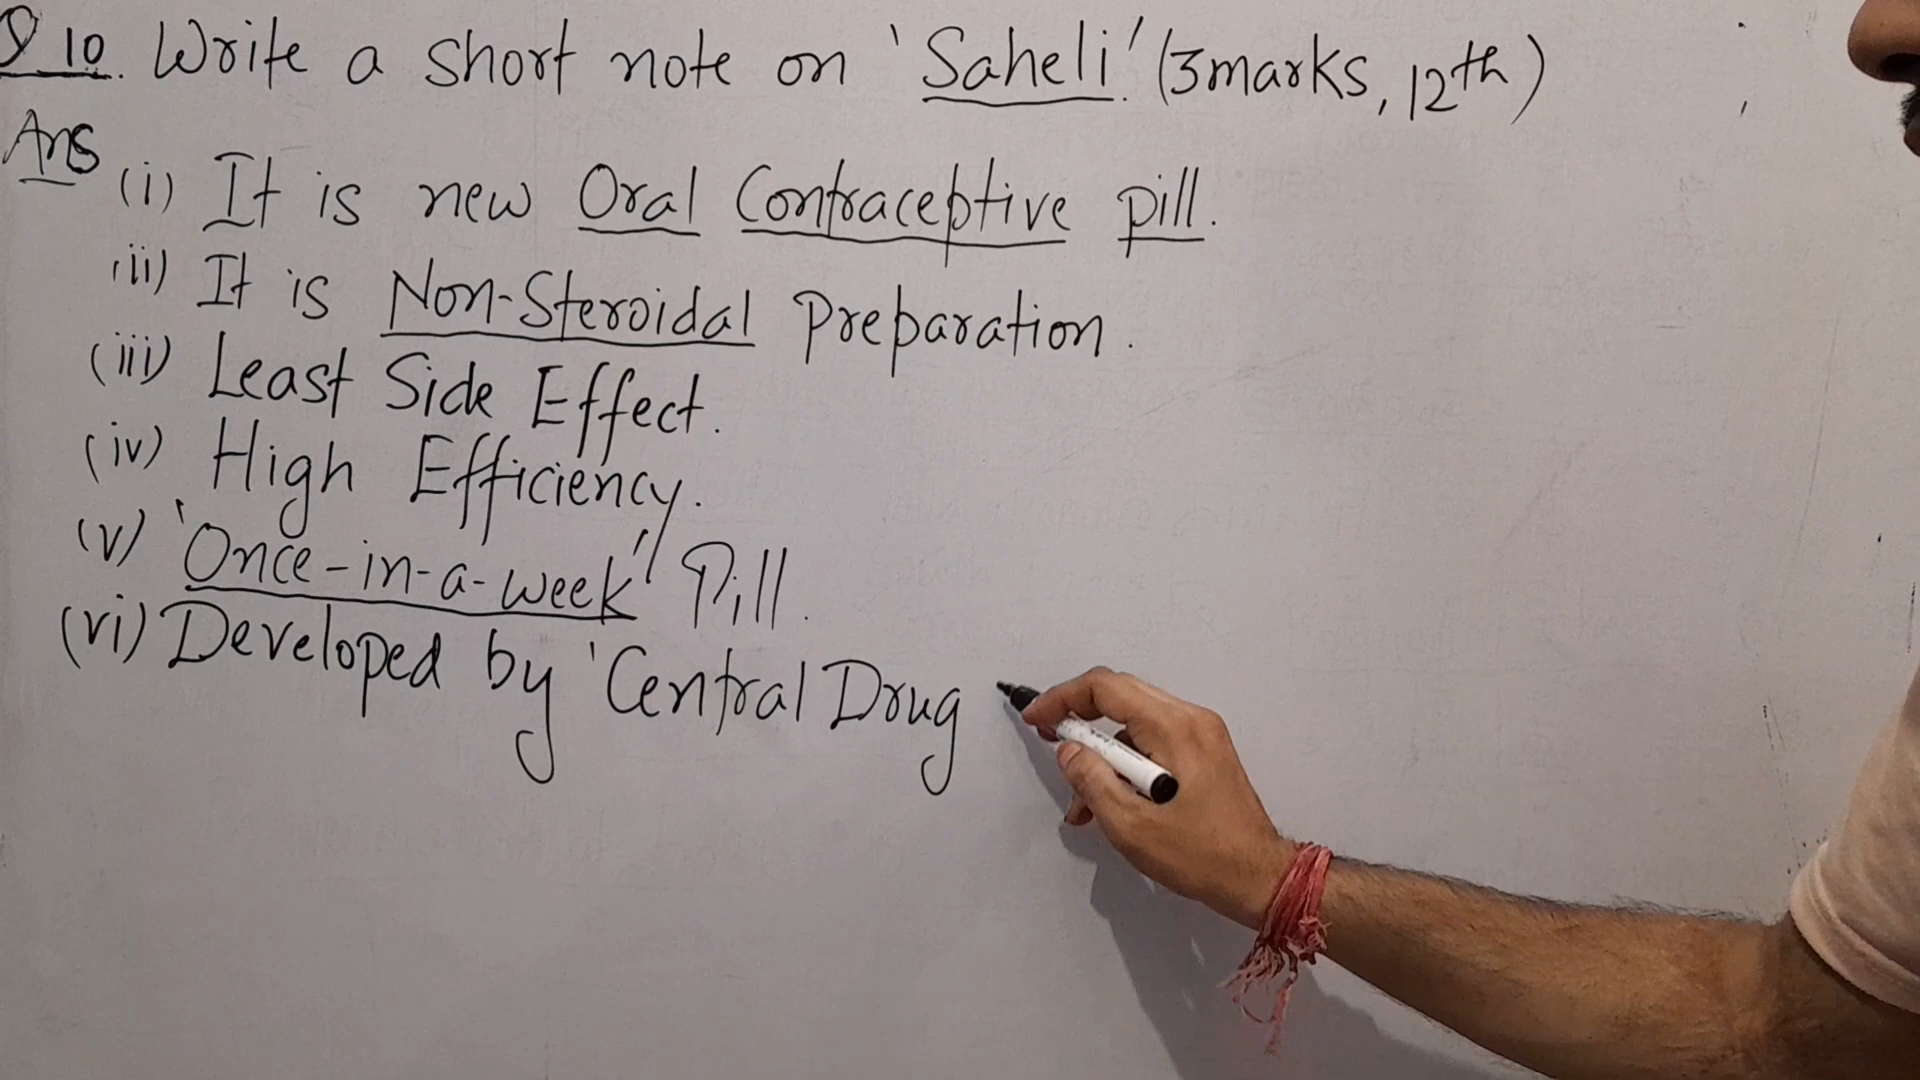 Q 10. Write a short note on 'Saheli.' (3marks, 12th)
Ans
(i) It is new Oral Contraceptive pill.
(ii) It is Non-Steroidal Preparation.
(iii) Least Side Effect.
(iv) High Efficiency.
(v) 'Once-in-a-week' Pill.
(vi) Developed by 'Central Drug